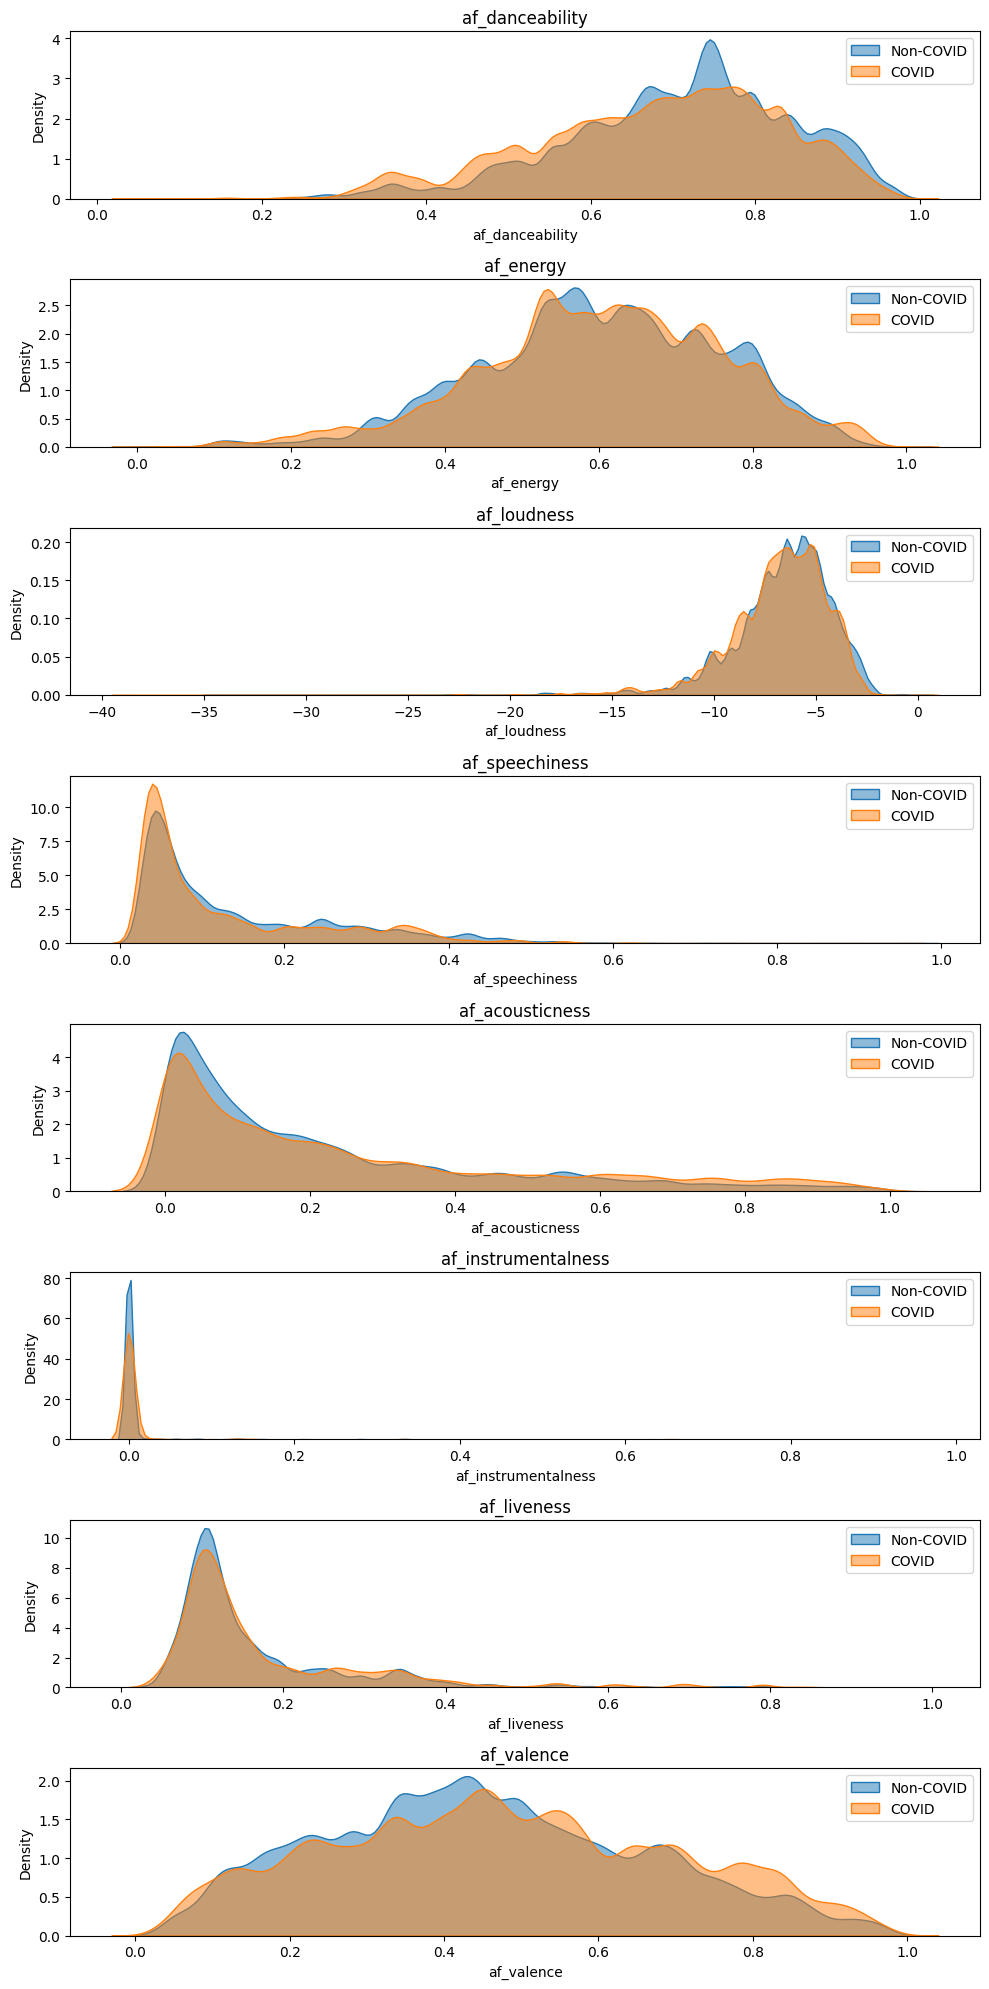 af_danceability
Non-COVID
COVID
Density
4
3
2
1
0
0.0 0.2 0.4 0.6 0.8 1.0
af_danceability
af_energy
Non-COVID
COVID
Density
2.5
2.0
1.5
1.0
0.5
0.0
0.0 0.2 0.4 0.6 0.8 1.0
af_energy
af_loudness
Non-COVID
COVID
Density
0.20
0.15
0.10
0.05
0.00
−40 −35 −30 −25 −20 −15 −10 −5 0
af_loudness
af_speechiness
Non-COVID
COVID
Density
10.0
7.5
5.0
2.5
0.0
0.0 0.2 0.4 0.6 0.8 1.0
af_speechiness
af_acousticness
Non-COVID
COVID
Density
4
3
2
1
0
0.0 0.2 0.4 0.6 0.8 1.0
af_acousticness
af_instrumentalness
Non-COVID
COVID
Density
80
60
40
20
0
0.0 0.2 0.4 0.6 0.8 1.0
af_instrumentalness
af_liveness
Non-COVID
COVID
Density
10
8
6
4
2
0
0.0 0.2 0.4 0.6 0.8 1.0
af_liveness
af_valence
Non-COVID
COVID
Density
2.0
1.5
1.0
0.5
0.0
0.0 0.2 0.4 0.6 0.8 1.0
af_valence